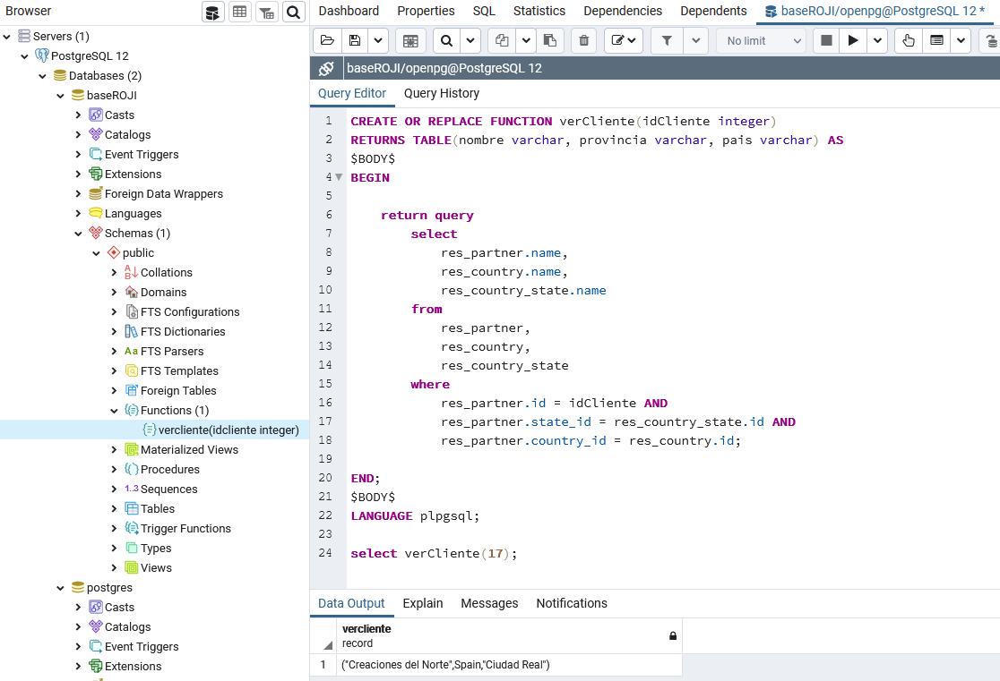 Browser
Servers (1)
PostgreSQL 12
Databases (2)
baseROJI
Casts
Catalogs
Event Triggers
Extensions
Foreign Data Wrappers
Languages
Schemas (1)
public
Collations
Domains
FTS Configurations
FTS Dictionaries
Aa FTS Parsers
FTS Templates
Foreign Tables
Functions (1)
vercliente(idcliente integer)
Materialized Views
Procedures
1..3 Sequences
Tables
Trigger Functions
Types
Views
postgres
Casts
Catalogs
Event Triggers
Extensions
Dashboard Properties SQL Statistics Dependencies Dependents baseROJI/openpg@PostgreSQL 12 *
No limit
baseROJI/openpg@PostgreSQL 12
Query Editor Query History
1 CREATE OR REPLACE FUNCTION verCliente(idCliente integer)
2 RETURNS TABLE(nombre varchar, provincia varchar, pais varchar) AS
3 $BODY$
4 BEGIN
5
6 return query
7 select
8 res_partner.name,
9 res_country.name,
10 res_country_state.name
11 from
12 res_partner,
13 res_country,
14 res_country_state
15 where
16 res_partner.id = idCliente AND
17 res_partner.state_id = res_country_state.id AND
18 res_partner.country_id = res_country.id;
19
20 END;
21 $BODY$
22 LANGUAGE plpgsql;
23
24 select verCliente(17);
Data Output Explain Messages Notifications
vercliente
record
1 ("Creaciones del Norte",Spain,"Ciudad Real")